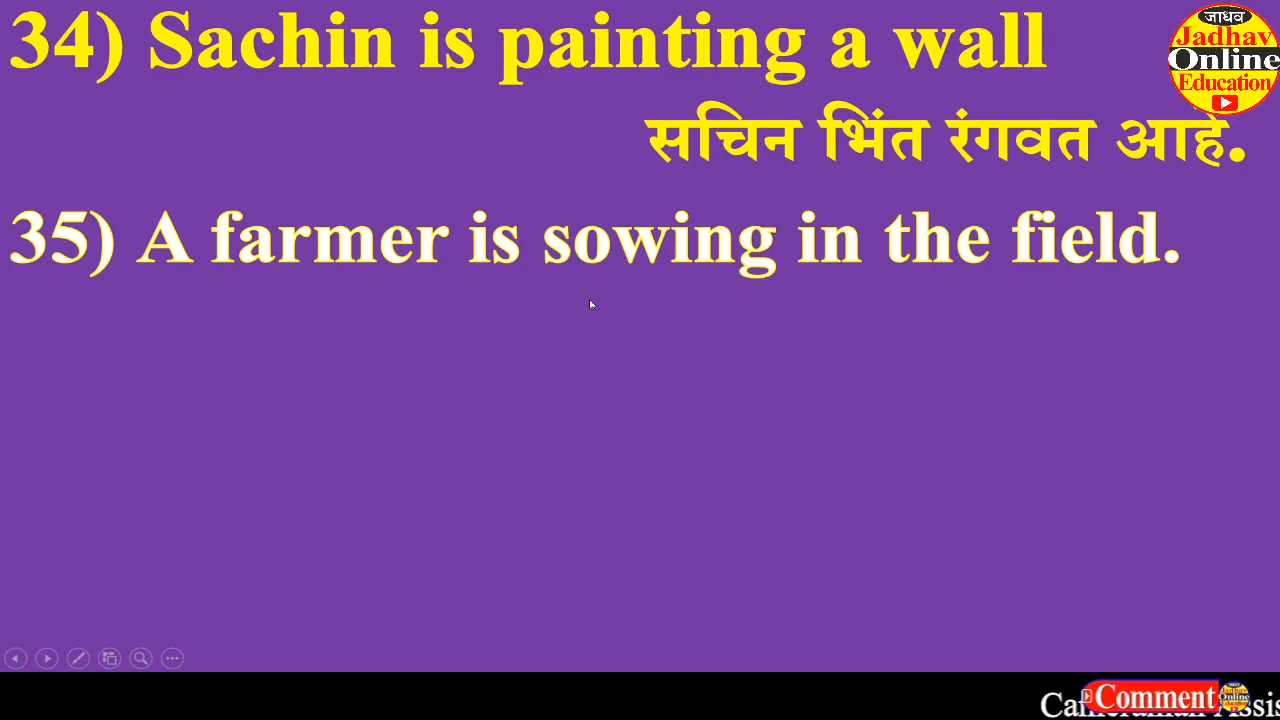 34) Sachin is painting a wall
सचिन भिंत रंगवत आहे.
35) A farmer is sowing in the field.
जाधव
Jadhav
Online
Education
Comment